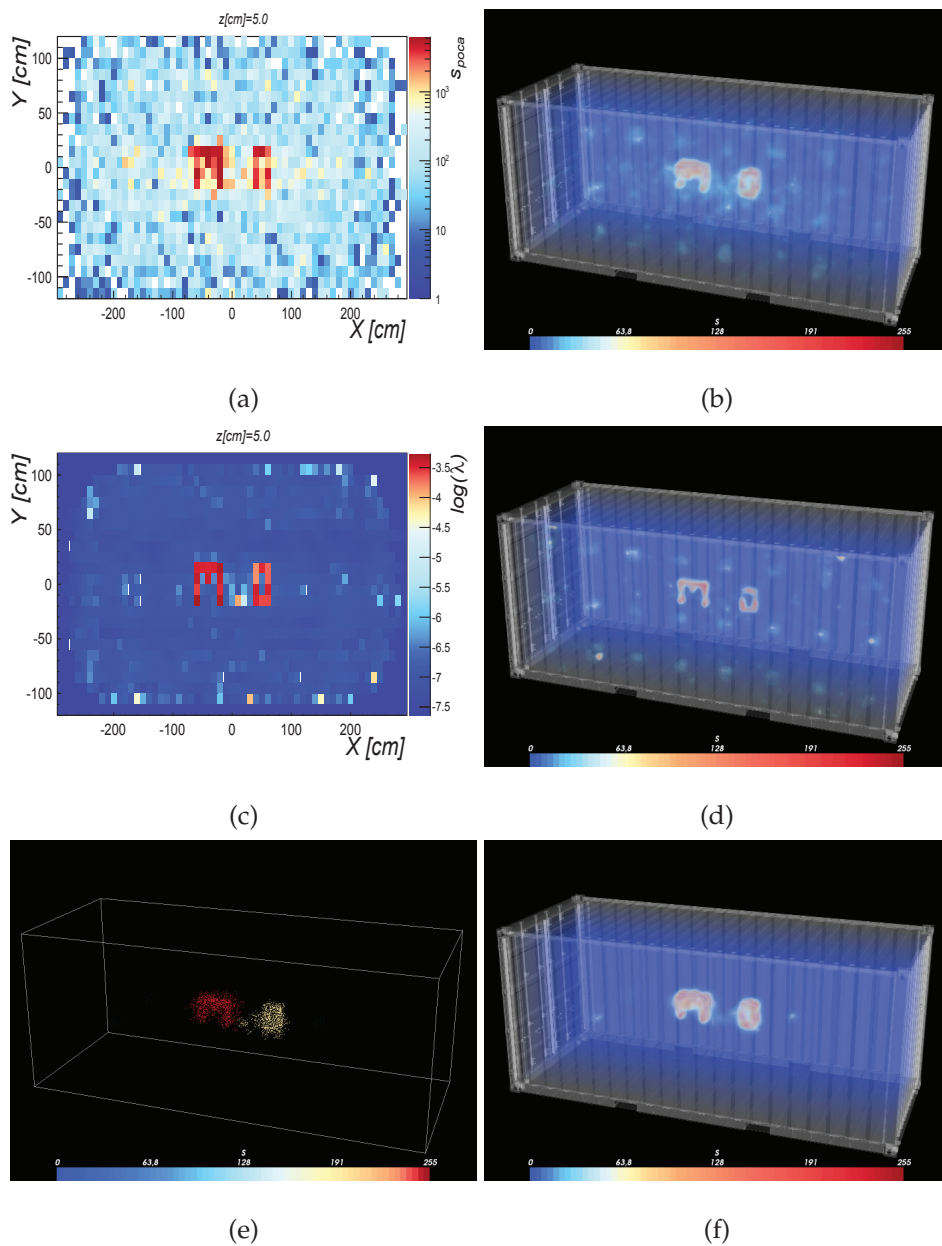 z[cm]=5.0
Y [cm]
100
50
0
-50
-100
-200 -100 0 100 200
X [cm]
s_poca
10³
10²
10
1
(a)
0 63,8 S 128 191 255
(b)
z[cm]=5.0
Y [cm]
100
50
0
-50
-100
-200 -100 0 100 200
X [cm]
log(λ)
-3.5
-4
-4.5
-5
-5.5
-6
-6.5
-7
-7.5
(c)
0 63,8 S 128 191 255
(d)
0 63,8 S 128 191 255
(e)
0 63,8 S 128 191 255
(f)